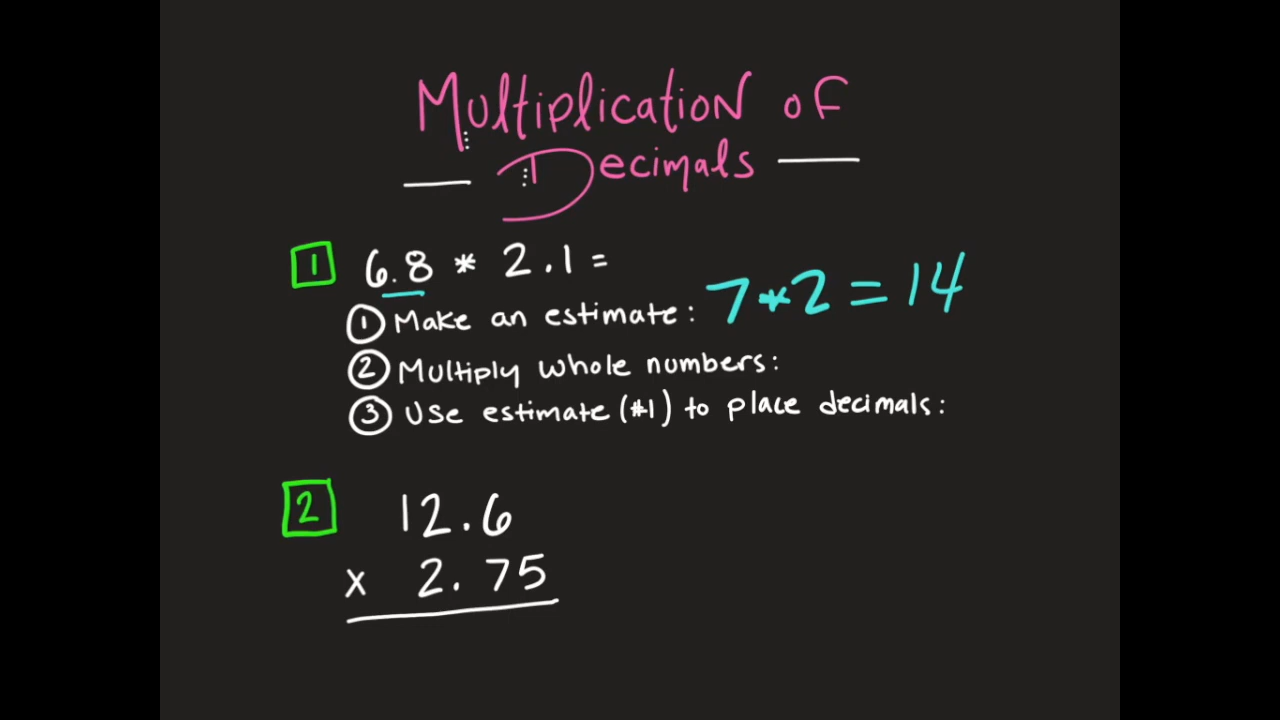 Multiplication of
Decimals
1 6.8 * 2.1 =
① Make an estimate: 7*2=14
② Multiply whole numbers:
③ Use estimate (#1) to place decimals:
2 12.6
x 2.75